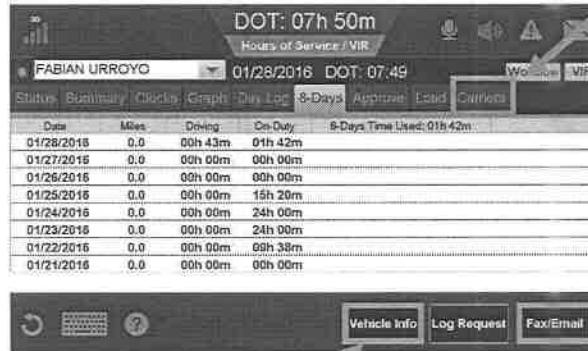 DOT: 07h 50m
Hours of Service / VIR
FABIAN URROYO 01/28/2016 DOT: 07:49
Status Summary Clocks Graph Day Log 8-Days Approve Load Carriers
Date Miles Driving On-Duty 8-Days Time Used: 01h 42m
01/28/2016 0.0 00h 43m 01h 42m
01/27/2016 0.0 00h 00m 00h 00m
01/26/2016 0.0 00h 00m 00h 00m
01/25/2016 0.0 00h 00m 15h 20m
01/24/2016 0.0 00h 00m 24h 00m
01/23/2016 0.0 00h 00m 24h 00m
01/22/2016 0.0 00h 00m 09h 38m
01/21/2016 0.0 00h 00m 00h 00m
Vehicle Info Log Request Fax/Email